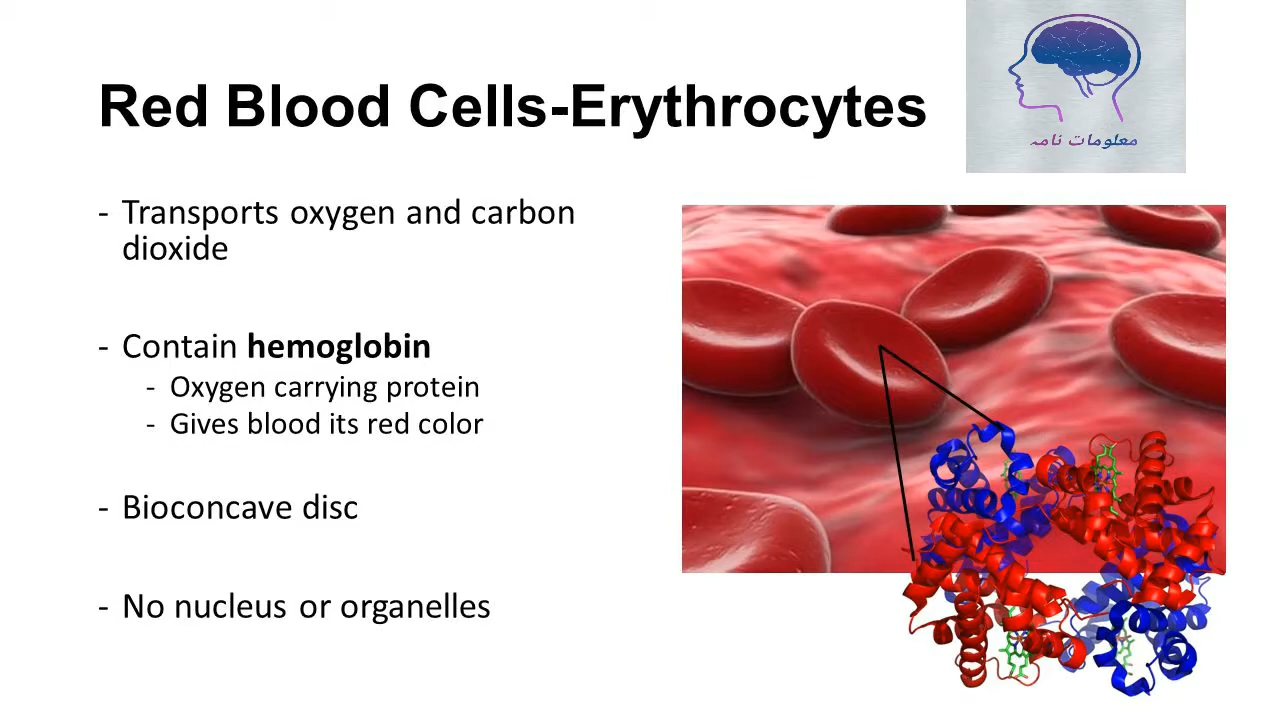 Red Blood Cells-Erythrocytes
معلومات نامہ
- Transports oxygen and carbon
dioxide
- Contain hemoglobin
- Oxygen carrying protein
- Gives blood its red color
- Bioconcave disc
- No nucleus or organelles